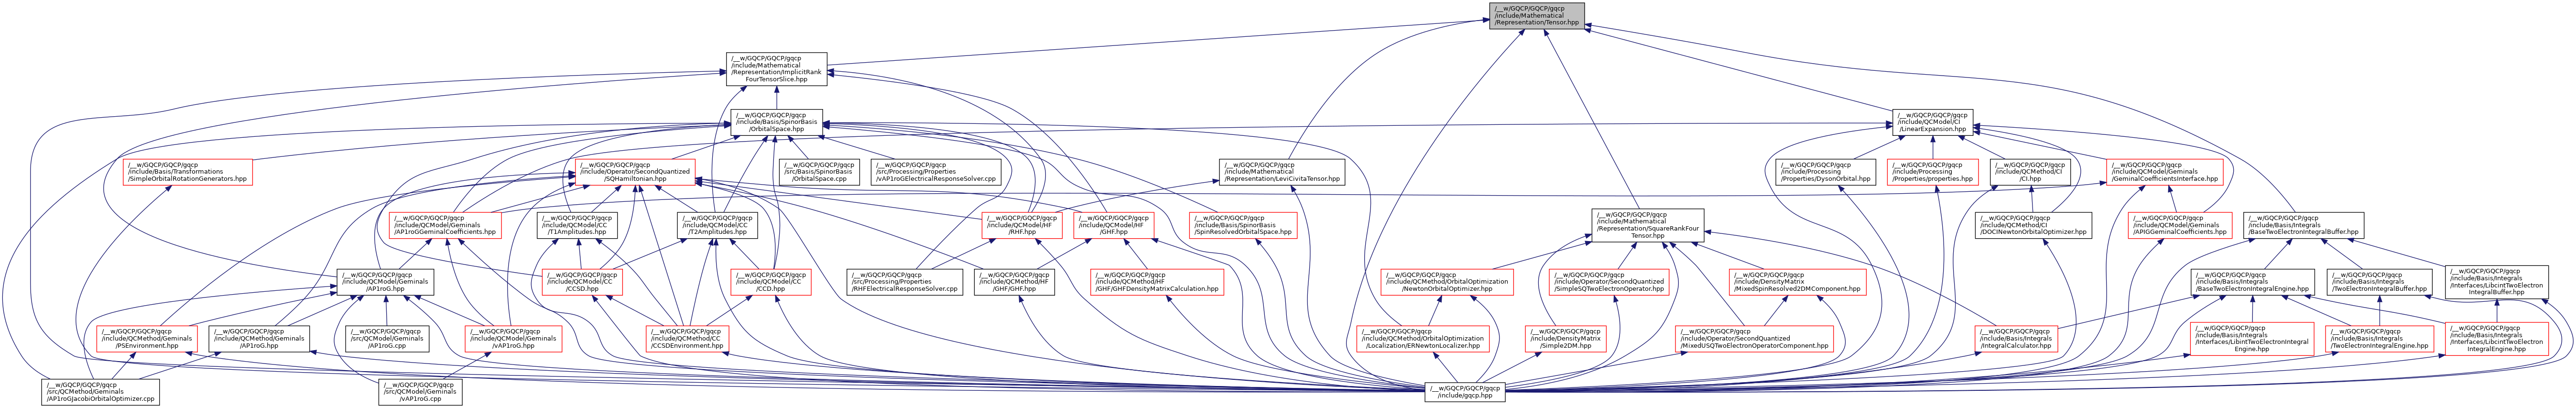 /__w/GQCP/GQCP/gqcp
/include/Mathematical
/Representation/Tensor.hpp
/__w/GQCP/GQCP/gqcp
/include/Mathematical
/Representation/ImplicitRank
FourTensorSlice.hpp
/__w/GQCP/GQCP/gqcp
/include/Basis/SpinorBasis
/OrbitalSpace.hpp
/__w/GQCP/GQCP/gqcp
/include/QCModel/CI
/LinearExpansion.hpp
/__w/GQCP/GQCP/gqcp
/include/Basis/Transformations
/SimpleOrbitalRotationGenerators.hpp
/__w/GQCP/GQCP/gqcp
/include/Operator/SecondQuantized
/SQHamiltonian.hpp
/__w/GQCP/GQCP/gqcp
/src/Basis/SpinorBasis
/OrbitalSpace.cpp
/__w/GQCP/GQCP/gqcp
/src/Processing/Properties
/vAP1roGElectricalResponseSolver.cpp
/__w/GQCP/GQCP/gqcp
/include/Mathematical
/Representation/LeviCivitaTensor.hpp
/__w/GQCP/GQCP/gqcp
/include/Processing
/Properties/DysonOrbital.hpp
/__w/GQCP/GQCP/gqcp
/include/Processing
/Properties/properties.hpp
/__w/GQCP/GQCP/gqcp
/include/QCMethod/CI
/CI.hpp
/__w/GQCP/GQCP/gqcp
/include/QCModel/Geminals
/GeminalCoefficientsInterface.hpp
/__w/GQCP/GQCP/gqcp
/include/QCModel/Geminals
/AP1roGGeminalCoefficients.hpp
/__w/GQCP/GQCP/gqcp
/include/QCModel/CC
/T1Amplitudes.hpp
/__w/GQCP/GQCP/gqcp
/include/QCModel/CC
/T2Amplitudes.hpp
/__w/GQCP/GQCP/gqcp
/include/QCModel/HF
/RHF.hpp
/__w/GQCP/GQCP/gqcp
/include/QCModel/HF
/GHF.hpp
/__w/GQCP/GQCP/gqcp
/include/Basis/SpinorBasis
/SpinResolvedOrbitalSpace.hpp
/__w/GQCP/GQCP/gqcp
/include/Mathematical
/Representation/SquareRankFour
Tensor.hpp
/__w/GQCP/GQCP/gqcp
/include/QCMethod/CI
/DOCINewtonOrbitalOptimizer.hpp
/__w/GQCP/GQCP/gqcp
/include/QCModel/Geminals
/APIGGeminalCoefficients.hpp
/__w/GQCP/GQCP/gqcp
/include/Basis/Integrals
/BaseTwoElectronIntegralBuffer.hpp
/__w/GQCP/GQCP/gqcp
/include/QCModel/Geminals
/AP1roG.hpp
/__w/GQCP/GQCP/gqcp
/include/QCModel/CC
/CCSD.hpp
/__w/GQCP/GQCP/gqcp
/include/QCModel/CC
/CCD.hpp
/__w/GQCP/GQCP/gqcp
/src/Processing/Properties
/RHFElectricalResponseSolver.cpp
/__w/GQCP/GQCP/gqcp
/include/QCMethod/HF
/GHF/GHF.hpp
/__w/GQCP/GQCP/gqcp
/include/QCMethod/HF
/GHF/GHFDensityMatrixCalculation.hpp
/__w/GQCP/GQCP/gqcp
/include/QCMethod/OrbitalOptimization
/NewtonOrbitalOptimizer.hpp
/__w/GQCP/GQCP/gqcp
/include/Operator/SecondQuantized
/SimpleSQTwoElectronOperator.hpp
/__w/GQCP/GQCP/gqcp
/include/DensityMatrix
/MixedSpinResolved2DMComponent.hpp
/__w/GQCP/GQCP/gqcp
/include/Basis/Integrals
/BaseTwoElectronIntegralEngine.hpp
/__w/GQCP/GQCP/gqcp
/include/Basis/Integrals
/TwoElectronIntegralBuffer.hpp
/__w/GQCP/GQCP/gqcp
/include/Basis/Integrals
/Interfaces/LibcintTwoElectron
IntegralBuffer.hpp
/__w/GQCP/GQCP/gqcp
/include/QCMethod/Geminals
/PSEnvironment.hpp
/__w/GQCP/GQCP/gqcp
/include/QCMethod/Geminals
/AP1roG.hpp
/__w/GQCP/GQCP/gqcp
/src/QCModel/Geminals
/AP1roG.cpp
/__w/GQCP/GQCP/gqcp
/include/QCModel/Geminals
/vAP1roG.hpp
/__w/GQCP/GQCP/gqcp
/include/QCMethod/CC
/CCSDEnvironment.hpp
/__w/GQCP/GQCP/gqcp
/include/QCMethod/OrbitalOptimization
/Localization/ERNewtonLocalizer.hpp
/__w/GQCP/GQCP/gqcp
/include/DensityMatrix
/Simple2DM.hpp
/__w/GQCP/GQCP/gqcp
/include/Operator/SecondQuantized
/MixedUSQTwoElectronOperatorComponent.hpp
/__w/GQCP/GQCP/gqcp
/include/Basis/Integrals
/IntegralCalculator.hpp
/__w/GQCP/GQCP/gqcp
/include/Basis/Integrals
/Interfaces/LibintTwoElectronIntegral
Engine.hpp
/__w/GQCP/GQCP/gqcp
/include/Basis/Integrals
/TwoElectronIntegralEngine.hpp
/__w/GQCP/GQCP/gqcp
/include/Basis/Integrals
/Interfaces/LibcintTwoElectron
IntegralEngine.hpp
/__w/GQCP/GQCP/gqcp
/src/QCMethod/Geminals
/AP1roGJacobiOrbitalOptimizer.cpp
/__w/GQCP/GQCP/gqcp
/src/QCModel/Geminals
/vAP1roG.cpp
/__w/GQCP/GQCP/gqcp
/include/gqcp.hpp